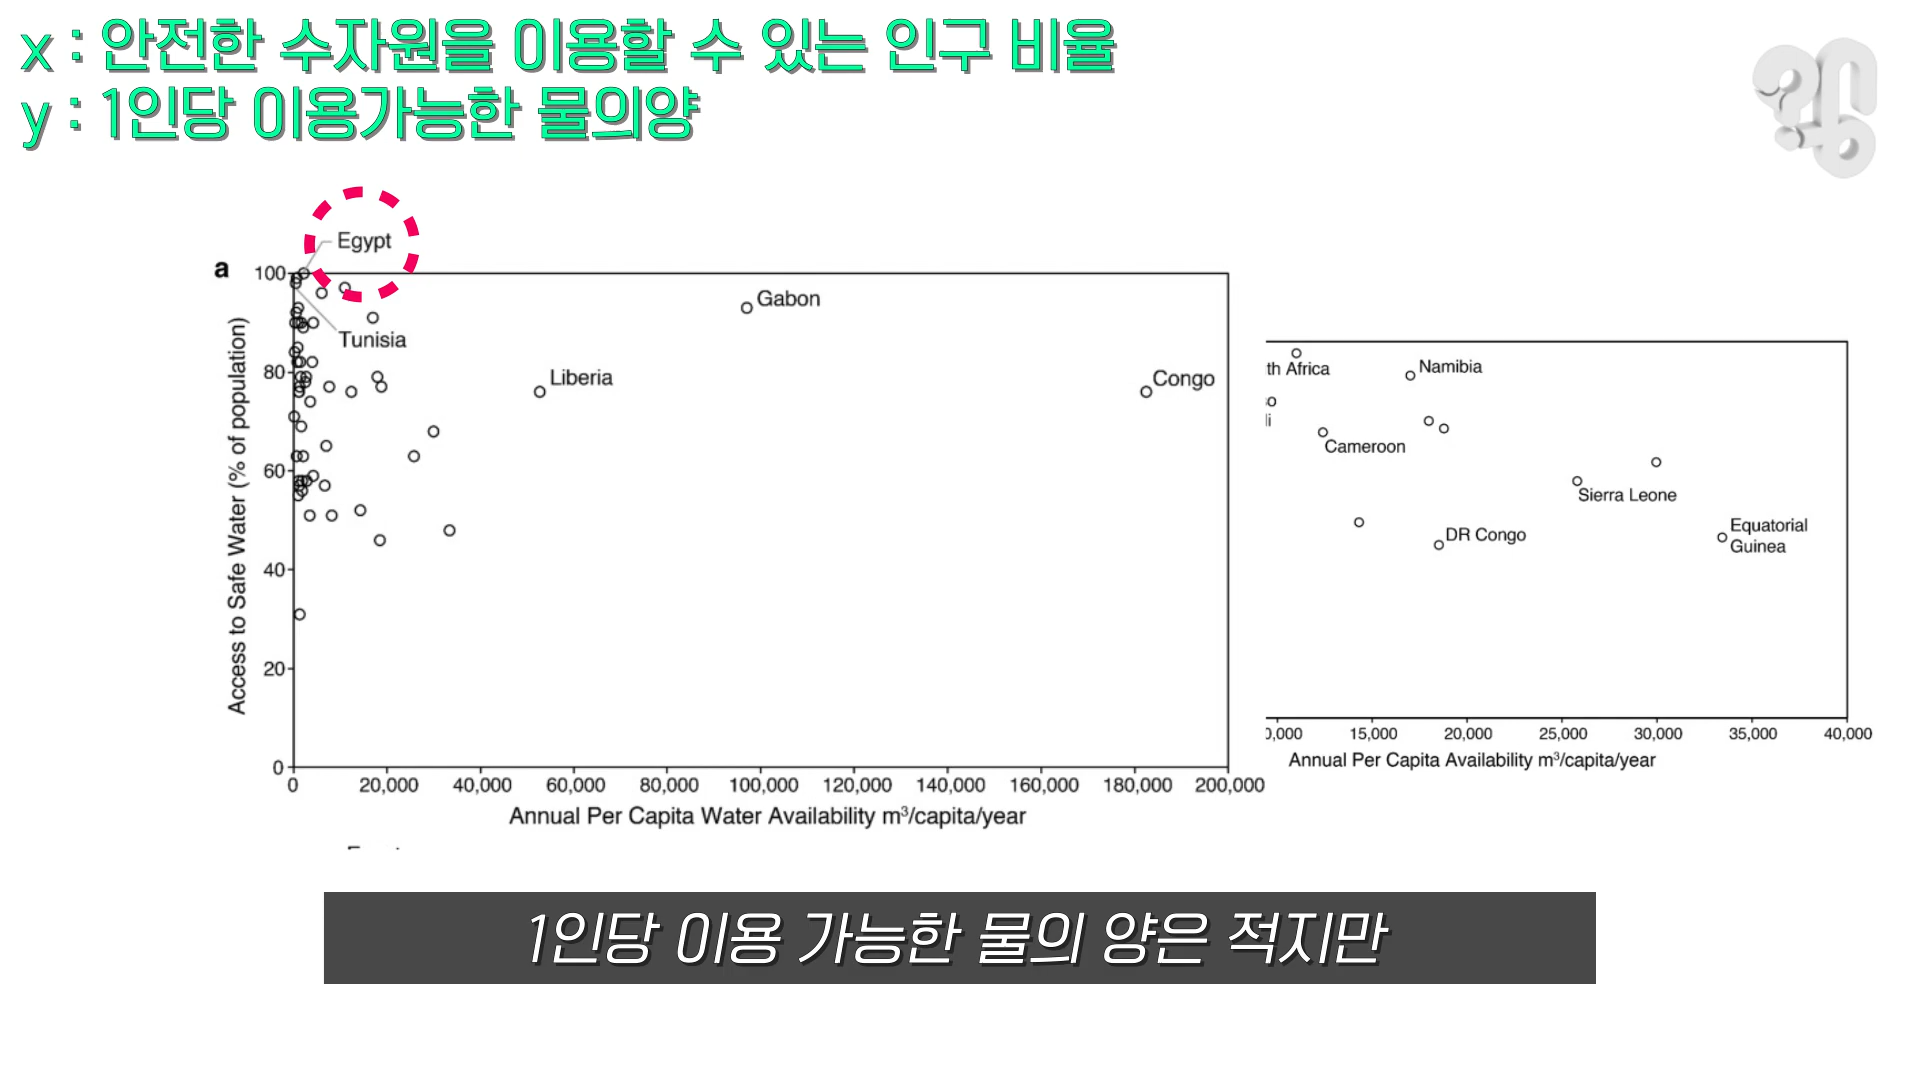 x : 안전한 수자원을 이용할 수 있는 인구 비율
y : 1인당 이용가능한 물의양
a
Egypt
Tunisia
Gabon
Liberia
Congo
Access to Safe Water (% of population)
100
80
60
40
20
0
0 20,000 40,000 60,000 80,000 100,000 120,000 140,000 160,000 180,000 200,000
Annual Per Capita Water Availability m³/capita/year
th Africa
Namibia
Cameroon
Sierra Leone
DR Congo
Equatorial
Guinea
0,000 15,000 20,000 25,000 30,000 35,000 40,000
Annual Per Capita Availability m³/capita/year
1인당 이용 가능한 물의 양은 적지만